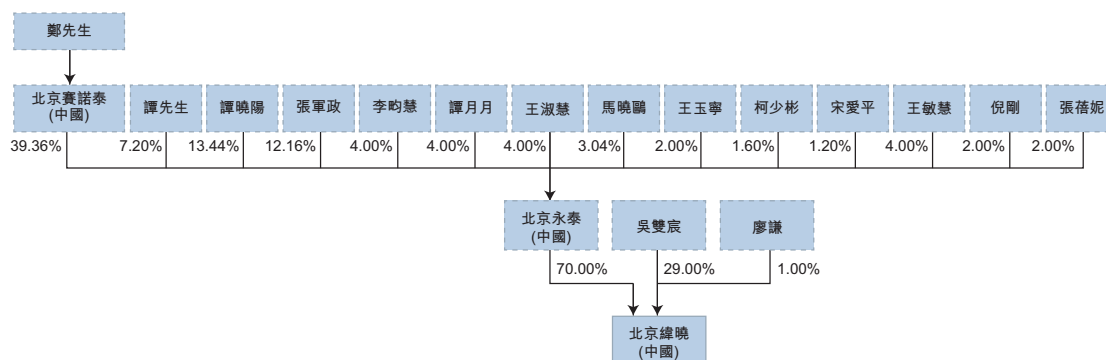 鄭先生
北京賽諾泰
(中國)
譚先生
譚曉陽
張軍政
李畇慧
譚月月
王淑慧
馬曉鷗
王玉寧
柯少彬
宋愛平
王敏慧
倪剛
張蓓妮
39.36%
7.20%
13.44%
12.16%
4.00%
4.00%
4.00%
3.04%
2.00%
1.60%
1.20%
4.00%
2.00%
2.00%
北京永泰
(中國)
吳雙宸
廖謙
70.00%
29.00%
1.00%
北京緯曉
(中國)